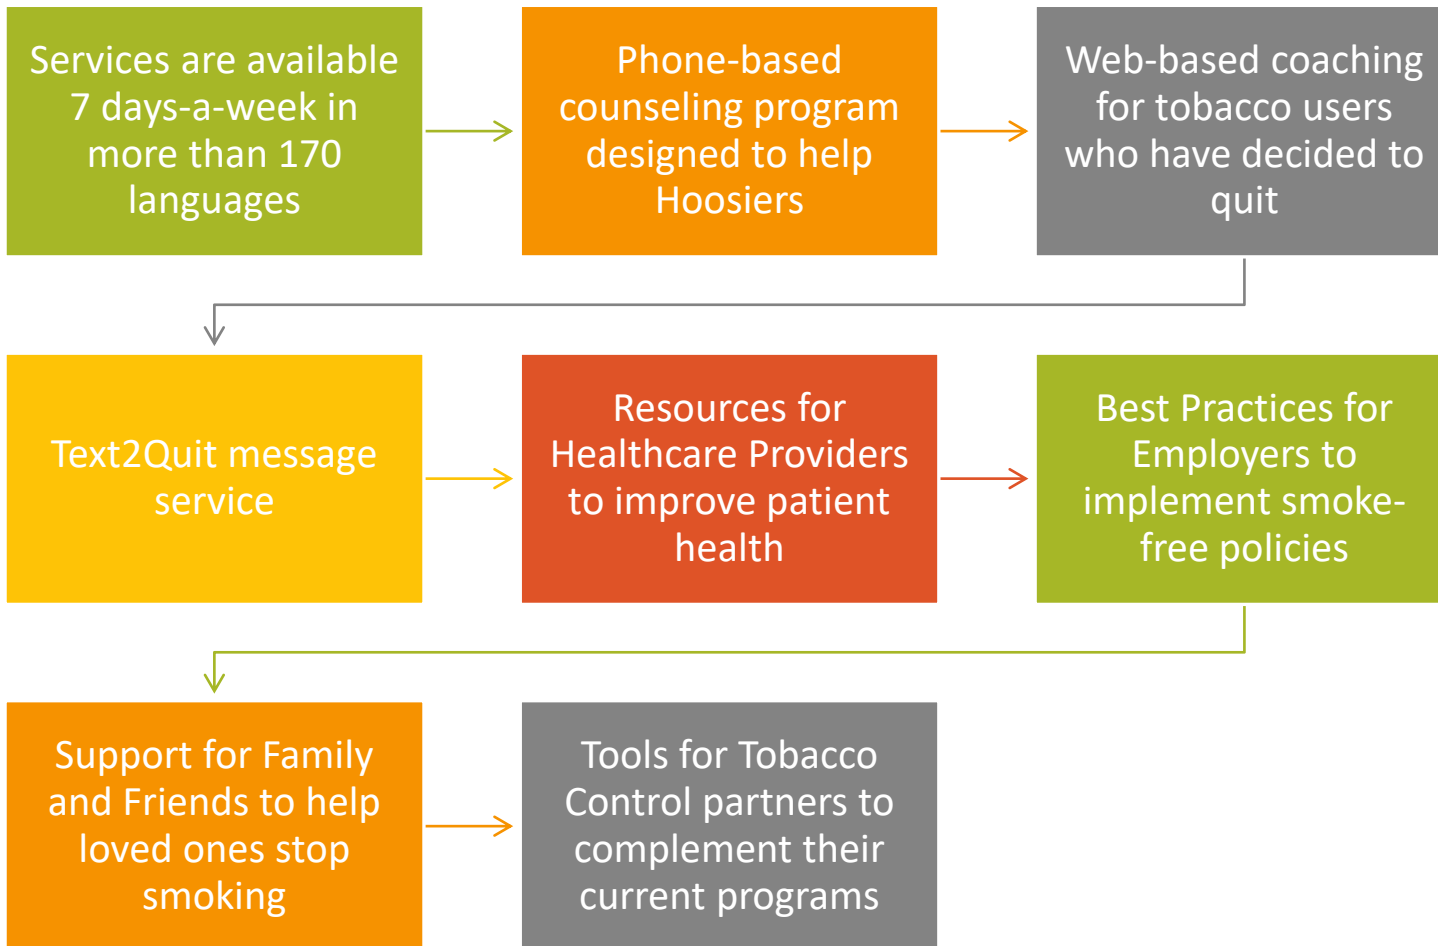 Services are available
7 days-a-week in
more than 170
languages
Phone-based
counseling program
designed to help
Hoosiers
Web-based coaching
for tobacco users
who have decided to
quit
Text2Quit message
service
Resources for
Healthcare Providers
to improve patient
health
Best Practices for
Employers to
implement smoke-
free policies
Support for Family
and Friends to help
loved ones stop
smoking
Tools for Tobacco
Control partners to
complement their
current programs